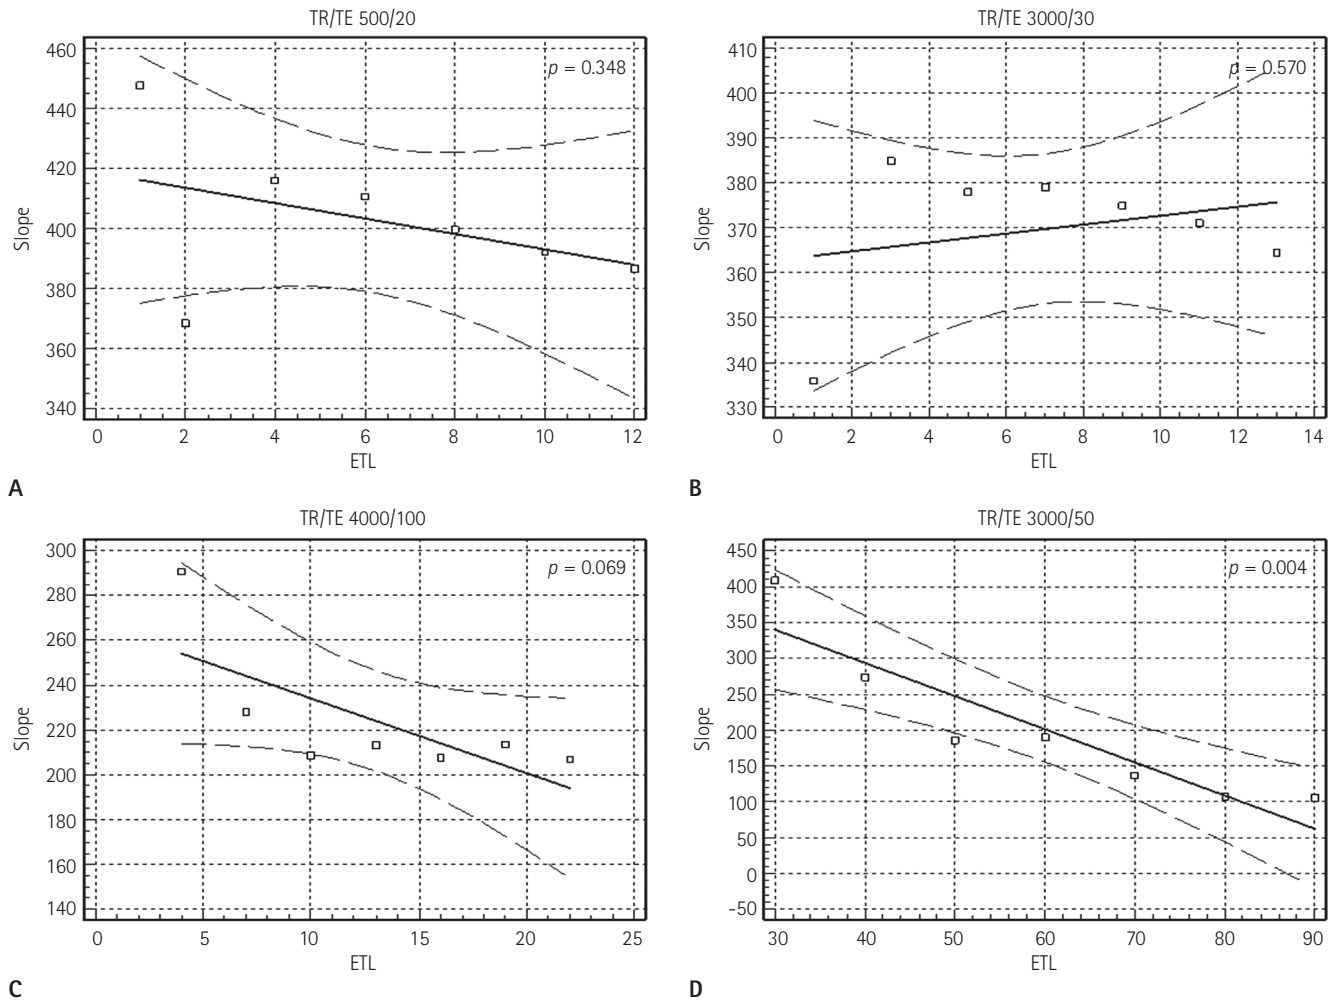 TR/TE 500/20
460
440
420
400
380
360
340
Slope
p = 0.348
0 2 4 6 8 10 12
ETL
A
TR/TE 3000/30
410
400
390
380
370
360
350
340
330
Slope
p = 0.570
0 2 4 6 8 10 12 14
ETL
B
TR/TE 4000/100
300
280
260
240
220
200
180
160
140
Slope
p = 0.069
0 5 10 15 20 25
ETL
C
TR/TE 3000/50
450
400
350
300
250
200
150
100
50
0
-50
Slope
p = 0.004
30 40 50 60 70 80 90
ETL
D